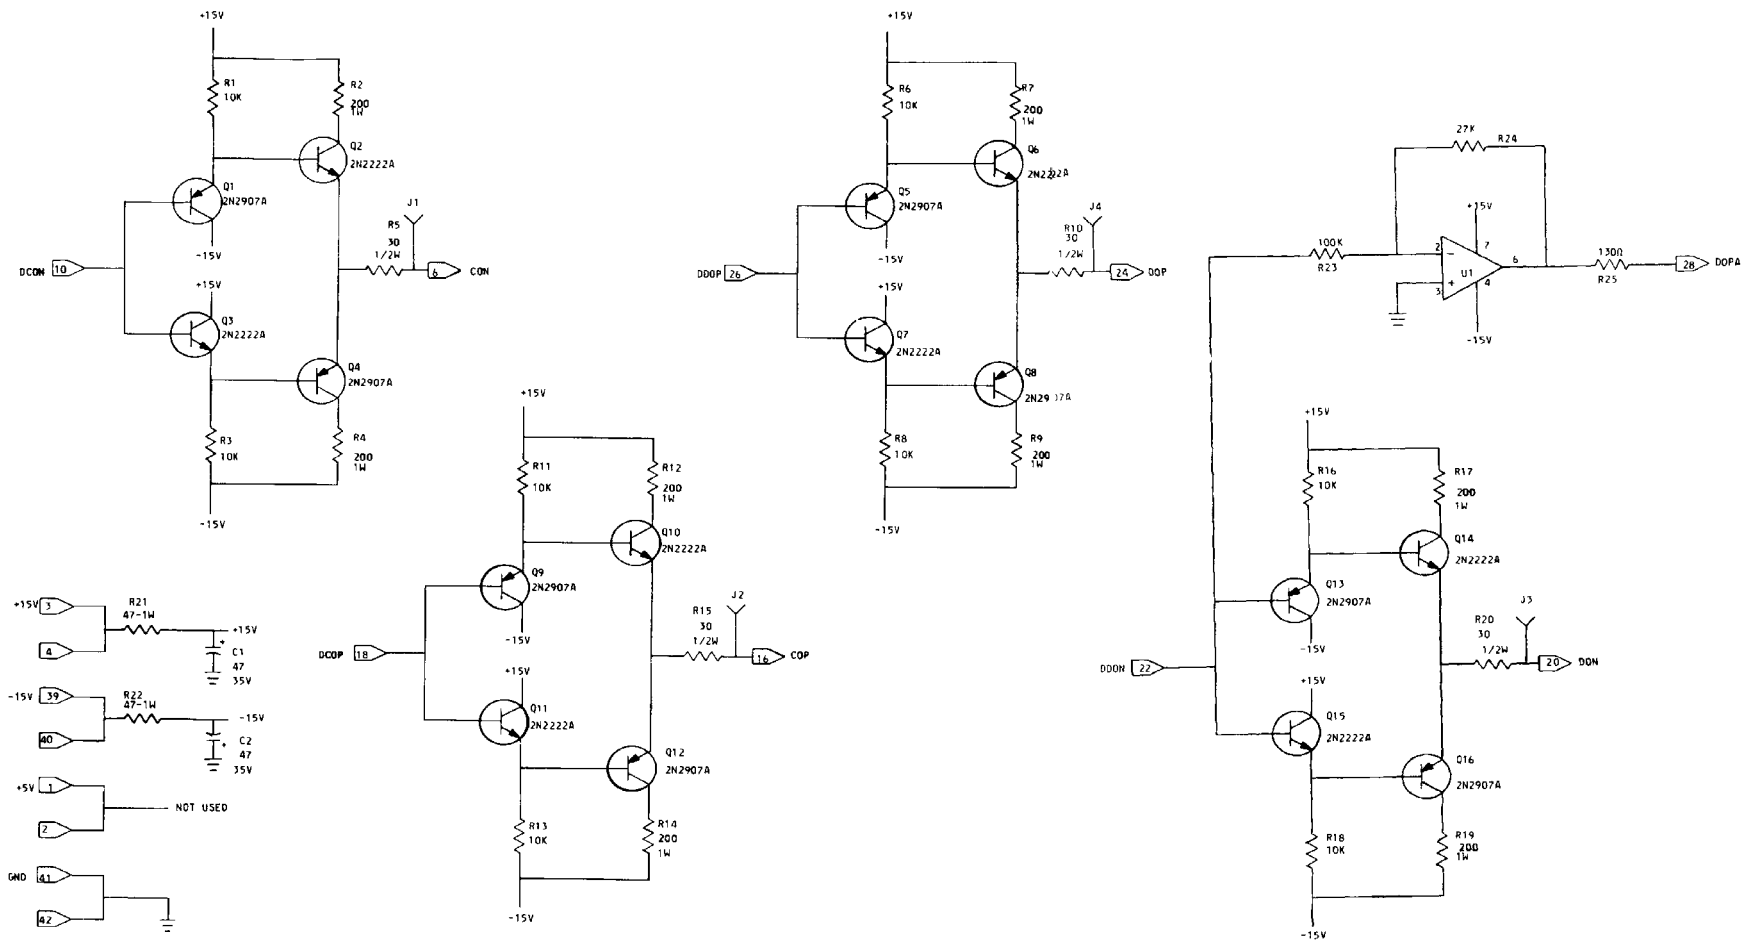 +15V
R1
10K
R2
200
1W
Q2
2N2222A
Q1
2N2907A
-15V
DCON 10
+15V
Q3
2N2222A
J1
R5
30
1/2W
6 CON
Q4
2N2907A
R3
10K
R4
200
1W
-15V
+15V
R6
10K
R7
200
1W
Q6
2N2222A
Q5
2N2907A
-15V
DDOP 26
+15V
Q7
2N2222A
J4
R10
30
1/2W
24 DOP
Q8
R8
10K
R9
200
1W
-15V
27K
R24
+15V
100K
R23
2
-
7
U1
6
3
+
4
-15V
130Ω
R25
28 DOPA
+15V
R11
10K
R12
200
1W
Q10
2N2222A
Q9
2N2907A
-15V
DCOP 18
+15V
Q11
2N2222A
J2
R15
30
1/2W
16 COP
Q12
2N2907A
R13
10K
R14
200
1W
-15V
+15V
R16
10K
R17
200
1W
Q14
2N2222A
Q13
2N2907A
-15V
DDON 22
+15V
Q15
2N2222A
J3
R20
30
1/2W
20 DON
Q16
2N2907A
R18
10K
R19
200
1W
-15V
+15V 3
4
R21
47-1W
+15V
+
C1
47
35V
-15V 39
40
R22
47-1W
-15V
+
C2
47
35V
+5V 1
2
NOT USED
GND 41
42